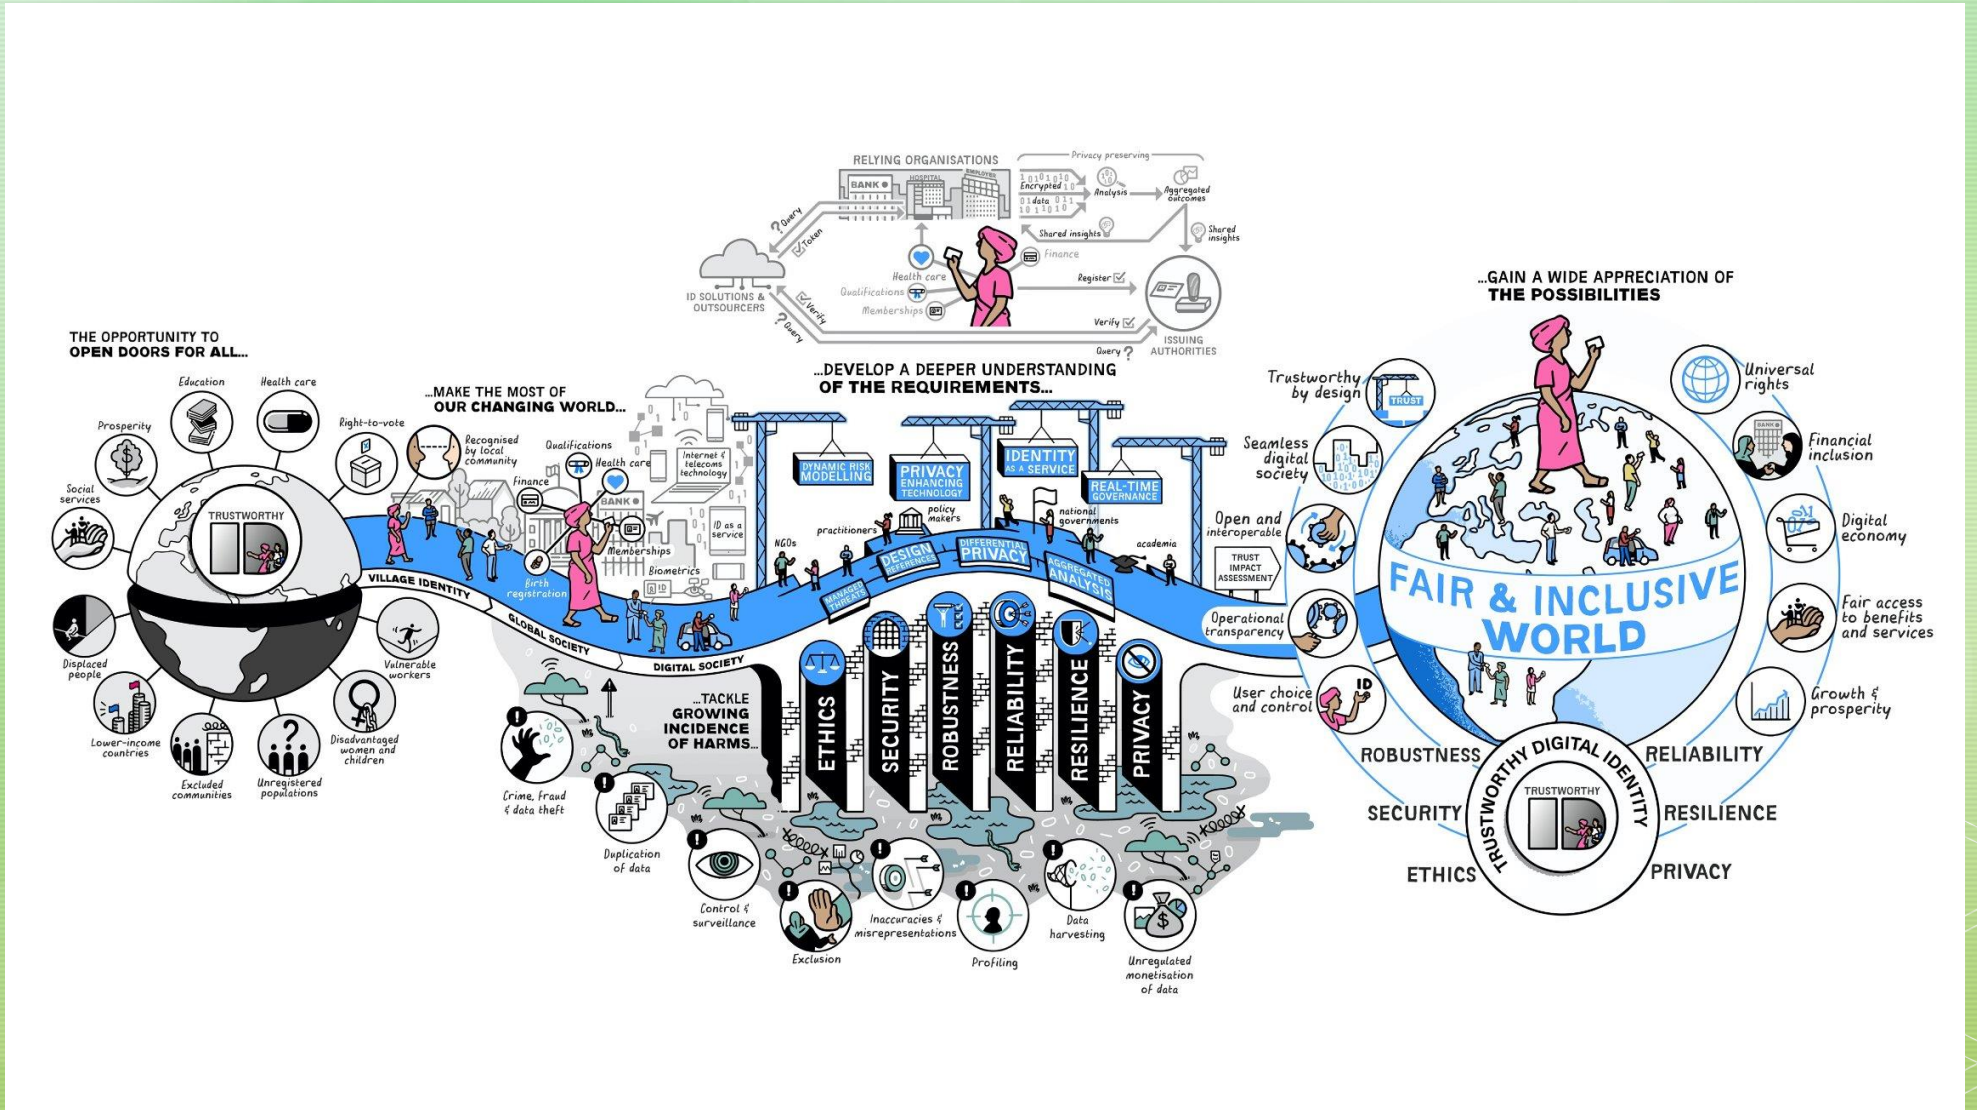 THE OPPORTUNITY TO
OPEN DOORS FOR ALL...
Education
Health care
Prosperity
Right-to-vote
Social
services
TRUSTWORTHY
ID
Displaced
people
Vulnerable
workers
Lower-income
countries
Excluded
communities
?
Unregistered
populations
Disadvantaged
women and
children
...MAKE THE MOST OF
OUR CHANGING WORLD...
Recognised
by local
community
Qualifications
Health care
Finance
BANK
Memberships
Birth
registration
Biometrics
ID
Internet &
telecoms
technology
ID as a
service
VILLAGE IDENTITY
GLOBAL SOCIETY
DIGITAL SOCIETY
RELYING ORGANISATIONS
BANK
HOSPITAL
EMPLOYER
Privacy preserving
10101010
Encrypted 10
01data 011
10 11010
Analysis
Aggregated
outcomes
Shared insights
Shared
insights
? Query
Token
ID SOLUTIONS &
OUTSOURCERS
Health care
Finance
Qualifications
Memberships
Register
Verify
? Query
Verify
Query ?
ISSUING
AUTHORITIES
...DEVELOP A DEEPER UNDERSTANDING
OF THE REQUIREMENTS...
DYNAMIC RISK
MODELLING
PRIVACY
ENHANCING
TECHNOLOGY
IDENTITY
AS A SERVICE
REAL-TIME
GOVERNANCE
NGOs
practitioners
policy
makers
national
governments
academia
MANAGED
THREATS
DESIGN
REFERENCES
DIFFERENTIAL
PRIVACY
AGGREGATED
ANALYSIS
TRUST
IMPACT
ASSESSMENT
...TACKLE
GROWING
INCIDENCE
OF HARMS...
ETHICS
SECURITY
ROBUSTNESS
RELIABILITY
RESILIENCE
PRIVACY
!
Crime, fraud
& data theft
!
Duplication
of data
!
Control &
surveillance
!
Exclusion
!
Inaccuracies &
misrepresentations
!
Profiling
!
Data
harvesting
!
$
Unregulated
monetisation
of data
...GAIN A WIDE APPRECIATION OF
THE POSSIBILITIES
Trustworthy
by design
TRUST
Seamless
digital
society
Open and
interoperable
Operational
transparency
User choice
and control
ID
Universal
rights
BANK
Financial
inclusion
Digital
economy
Fair access
to benefits
and services
Growth &
prosperity
FAIR & INCLUSIVE
WORLD
ROBUSTNESS
SECURITY
ETHICS
TRUSTWORTHY DIGITAL IDENTITY
TRUSTWORTHY
ID
RELIABILITY
RESILIENCE
PRIVACY